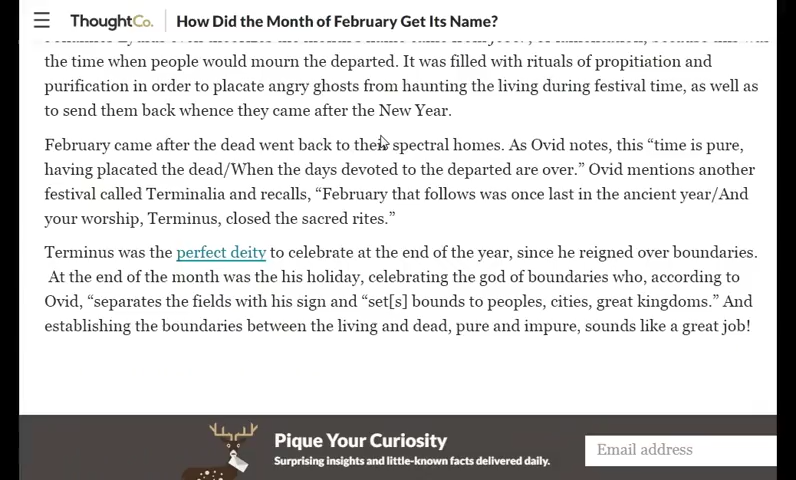 ThoughtCo.
How Did the Month of February Get Its Name?
the time when people would mourn the departed. It was filled with rituals of propitiation and
purification in order to placate angry ghosts from haunting the living during festival time, as well as
to send them back whence they came after the New Year.
February came after the dead went back to their spectral homes. As Ovid notes, this “time is pure,
having placated the dead/When the days devoted to the departed are over.” Ovid mentions another
festival called Terminalia and recalls, “February that follows was once last in the ancient year/And
your worship, Terminus, closed the sacred rites.”
Terminus was the perfect deity to celebrate at the end of the year, since he reigned over boundaries.
At the end of the month was the his holiday, celebrating the god of boundaries who, according to
Ovid, “separates the fields with his sign and “set[s] bounds to peoples, cities, great kingdoms.” And
establishing the boundaries between the living and dead, pure and impure, sounds like a great job!
Pique Your Curiosity
Surprising insights and little-known facts delivered daily.
Email address